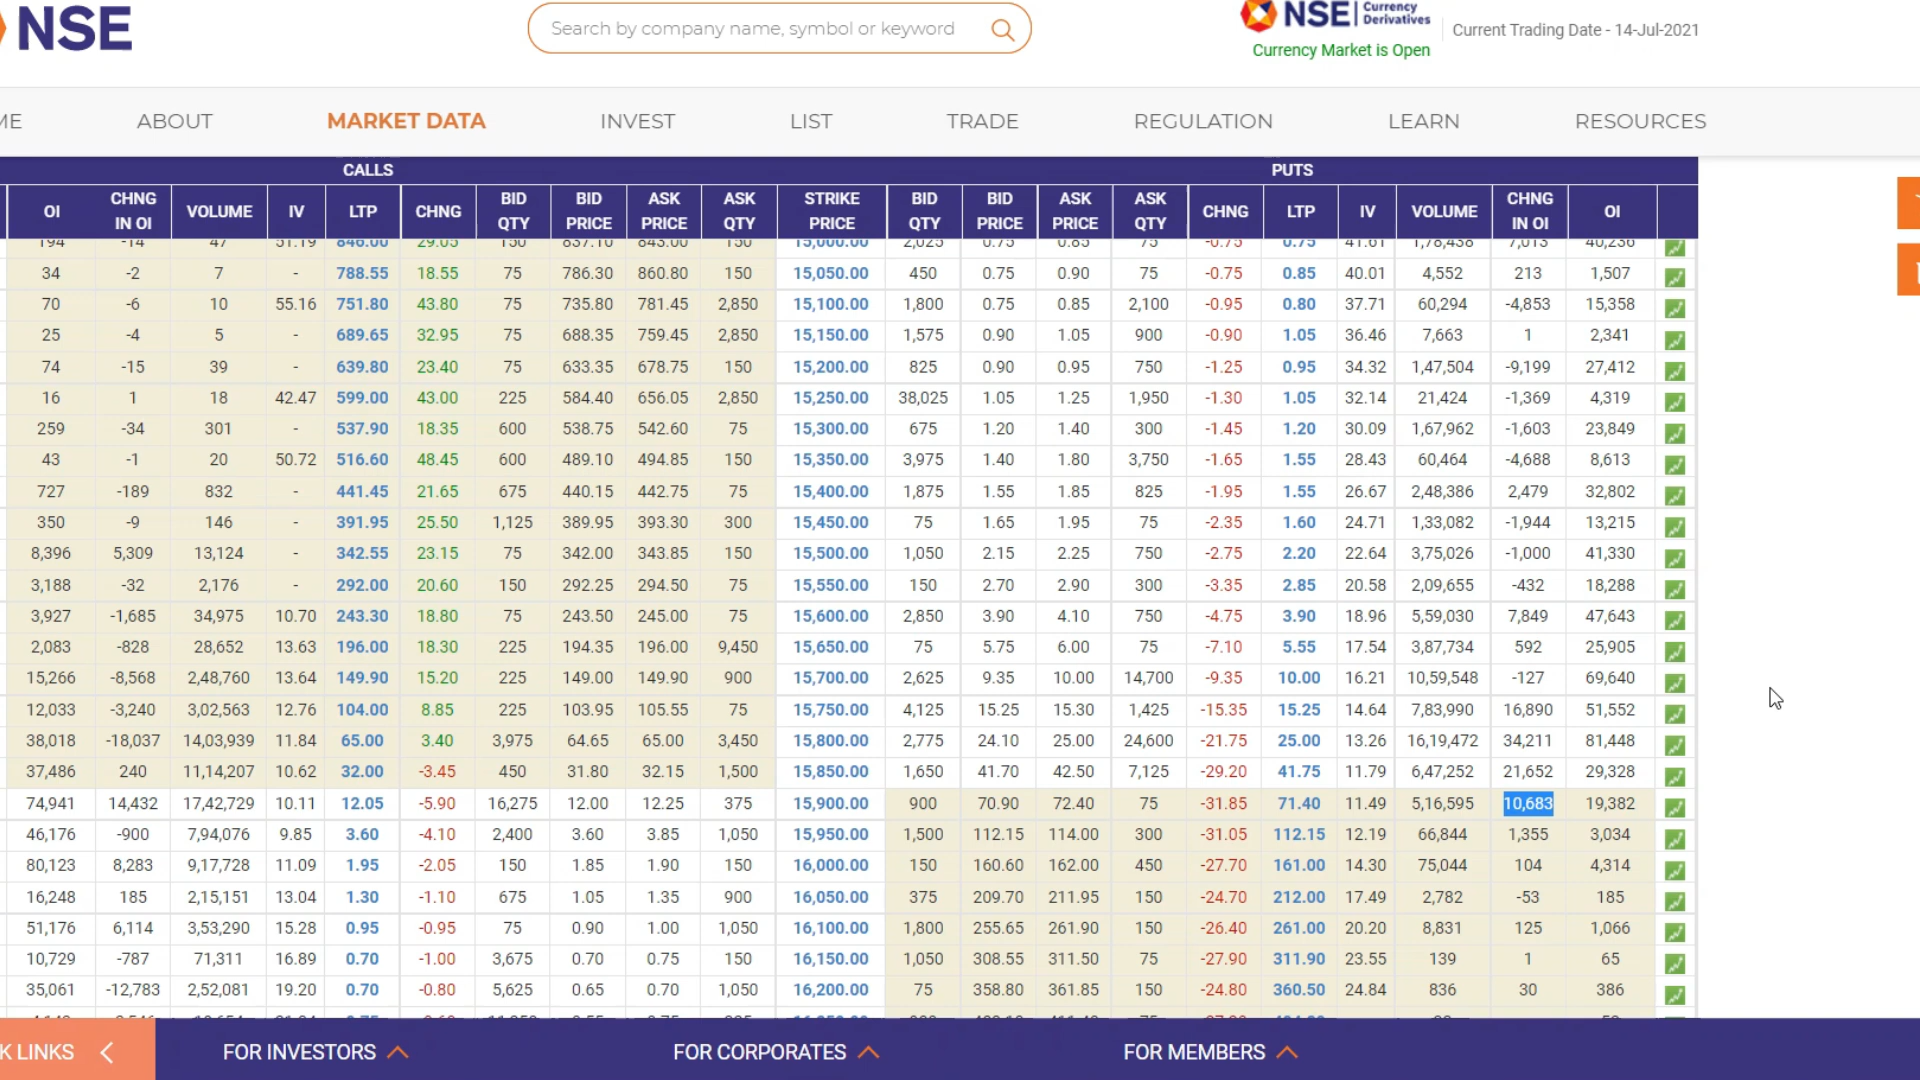 NSE
Search by company name, symbol or keyword
NSE | Currency Derivatives
Current Trading Date - 14-Jul-2021
Currency Market is Open
ME ABOUT MARKET DATA INVEST LIST TRADE REGULATION LEARN RESOURCES
CALLS PUTS
OI CHNG IN OI VOLUME IV LTP CHNG BID QTY BID PRICE ASK PRICE ASK QTY STRIKE PRICE BID QTY BID PRICE ASK PRICE ASK QTY CHNG LTP IV VOLUME CHNG IN OI OI
194 -14 47 51.19 846.00 29.05 150 837.10 843.00 150 15,000.00 2,025 0.75 0.85 75 -0.75 0.75 41.61 1,78,438 7,013 40,236
34 -2 7 - 788.55 18.55 75 786.30 860.80 150 15,050.00 450 0.75 0.90 75 -0.75 0.85 40.01 4,552 213 1,507
70 -6 10 55.16 751.80 43.80 75 735.80 781.45 2,850 15,100.00 1,800 0.75 0.85 2,100 -0.95 0.80 37.71 60,294 -4,853 15,358
25 -4 5 - 689.65 32.95 75 688.35 759.45 2,850 15,150.00 1,575 0.90 1.05 900 -0.90 1.05 36.46 7,663 1 2,341
74 -15 39 - 639.80 23.40 75 633.35 678.75 150 15,200.00 825 0.90 0.95 750 -1.25 0.95 34.32 1,47,504 -9,199 27,412
16 1 18 42.47 599.00 43.00 225 584.40 656.05 2,850 15,250.00 38,025 1.05 1.25 1,950 -1.30 1.05 32.14 21,424 -1,369 4,319
259 -34 301 - 537.90 18.35 600 538.75 542.60 75 15,300.00 675 1.20 1.40 300 -1.45 1.20 30.09 1,67,962 -1,603 23,849
43 -1 20 50.72 516.60 48.45 600 489.10 494.85 150 15,350.00 3,975 1.40 1.80 3,750 -1.65 1.55 28.43 60,464 -4,688 8,613
727 -189 832 - 441.45 21.65 675 440.15 442.75 75 15,400.00 1,875 1.55 1.85 825 -1.95 1.55 26.67 2,48,386 2,479 32,802
350 -9 146 - 391.95 25.50 1,125 389.95 393.30 300 15,450.00 75 1.65 1.95 75 -2.35 1.60 24.71 1,33,082 -1,944 13,215
8,396 5,309 13,124 - 342.55 23.15 75 342.00 343.85 150 15,500.00 1,050 2.15 2.25 750 -2.75 2.20 22.64 3,75,026 -1,000 41,330
3,188 -32 2,176 - 292.00 20.60 150 292.25 294.50 75 15,550.00 150 2.70 2.90 300 -3.35 2.85 20.58 2,09,655 -432 18,288
3,927 -1,685 34,975 10.70 243.30 18.80 75 243.50 245.00 75 15,600.00 2,850 3.90 4.10 750 -4.75 3.90 18.96 5,59,030 7,849 47,643
2,083 -828 28,652 13.63 196.00 18.30 225 194.35 196.00 9,450 15,650.00 75 5.75 6.00 75 -7.10 5.55 17.54 3,87,734 592 25,905
15,266 -8,568 2,48,760 13.64 149.90 15.20 225 149.00 149.90 900 15,700.00 2,625 9.35 10.00 14,700 -9.35 10.00 16.21 10,59,548 -127 69,640
12,033 -3,240 3,02,563 12.76 104.00 8.85 225 103.95 105.55 75 15,750.00 4,125 15.25 15.30 1,425 -15.35 15.25 14.64 7,83,990 16,890 51,552
38,018 -18,037 14,03,939 11.84 65.00 3.40 3,975 64.65 65.00 3,450 15,800.00 2,775 24.10 25.00 24,600 -21.75 25.00 13.26 16,19,472 34,211 81,448
37,486 240 11,14,207 10.62 32.00 -3.45 450 31.80 32.15 1,500 15,850.00 1,650 41.70 42.50 7,125 -29.20 41.75 11.79 6,47,252 21,652 29,328
74,941 14,432 17,42,729 10.11 12.05 -5.90 16,275 12.00 12.25 375 15,900.00 900 70.90 72.40 75 -31.85 71.40 11.49 5,16,595 10,683 19,382
46,176 -900 7,94,076 9.85 3.60 -4.10 2,400 3.60 3.85 1,050 15,950.00 1,500 112.15 114.00 300 -31.05 112.15 12.19 66,844 1,355 3,034
80,123 8,283 9,17,728 11.09 1.95 -2.05 150 1.85 1.90 150 16,000.00 150 160.60 162.00 450 -27.70 161.00 14.30 75,044 104 4,314
16,248 185 2,15,151 13.04 1.30 -1.10 675 1.05 1.35 900 16,050.00 375 209.70 211.95 150 -24.70 212.00 17.49 2,782 -53 185
51,176 6,114 3,53,290 15.28 0.95 -0.95 75 0.90 1.00 1,050 16,100.00 1,800 255.65 261.90 150 -26.40 261.00 20.20 8,831 125 1,066
10,729 -787 71,311 16.89 0.70 -1.00 3,675 0.70 0.75 150 16,150.00 1,050 308.55 311.50 75 -27.90 311.90 23.55 139 1 65
35,061 -12,783 2,52,081 19.20 0.70 -0.80 5,625 0.65 0.70 1,050 16,200.00 75 358.80 361.85 150 -24.80 360.50 24.84 836 30 386
K LINKS FOR INVESTORS FOR CORPORATES FOR MEMBERS